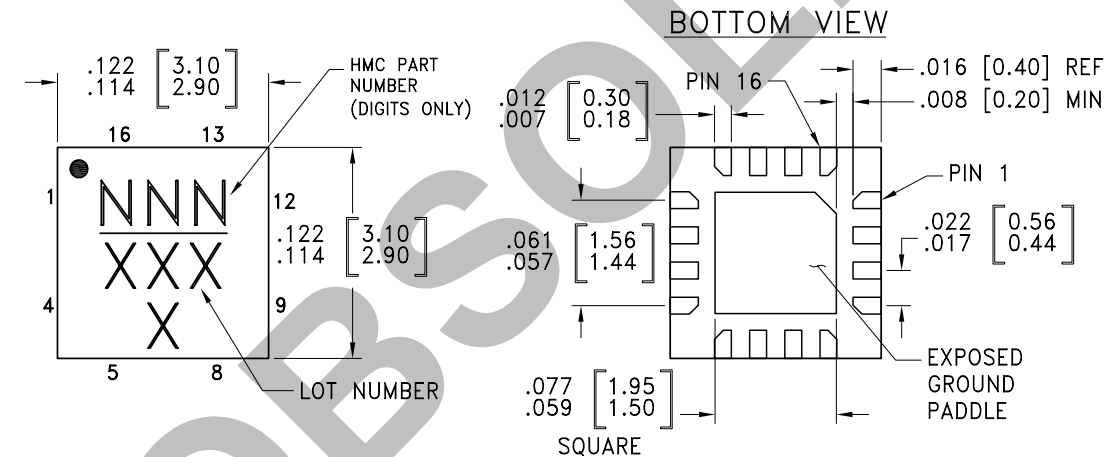 BOTTOM VIEW
.122 [3.10]
.114 [2.90]
HMC PART
NUMBER
(DIGITS ONLY)
16 13
1
12
4
9
5 8
NNN
XXX
X
.122 [3.10]
.114 [2.90]
LOT NUMBER
PIN 16
.016 [0.40] REF
.008 [0.20] MIN
.012 [0.30]
.007 [0.18]
PIN 1
.022 [0.56]
.017 [0.44]
.061 [1.56]
.057 [1.44]
EXPOSED
GROUND
PADDLE
.077 [1.95]
.059 [1.50]
SQUARE
OBSOL